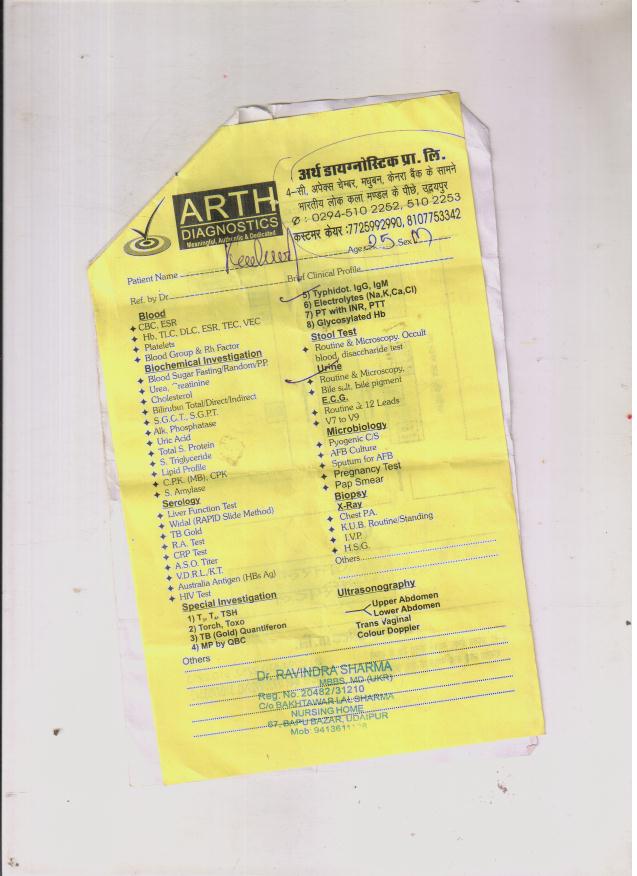 ARTH
DIAGNOSTICS
Meaningful, Authentic & Dedicated
अर्थ डायग्नोस्टिक प्रा. लि.
4-सी, अपेक्स चेम्बर, मधुबन, केनरा बैंक के सामने
भारतीय लोक कला मण्डल के पीछे, उदयपुर
✆ : 0294-510 2252, 510 2253
कस्टमर केयर :7725992990, 8107753342
Patient Name
Age 25 Sex M
Ref. by Dr.
Brief Clinical Profile
Blood
CBC, ESR
Hb, TLC, DLC, ESR, TEC, VEC
Platelets
Blood Group & Rh Factor
Biochemical Investigation
Blood Sugar Fasting/Random/P.P.
Urea, Creatinine
Cholesterol
Bilirubin Total/Direct/Indirect
S.G.C.T., S.G.P.T.
Alk. Phosphatase
Uric Acid
Total S. Protein
S. Triglyceride
Lipid Profile
C.P.K. (MB), CPK
S. Amylase
Serology
Liver Function Test
Widal (RAPID Slide Method)
TB Gold
R.A. Test
CRP Test
A.S.O. Titer
V.D.R.L./K.T.
Australia Antigen (HBs Ag)
HIV Test
Special Investigation
1) T₃, T₄, TSH
2) Torch, Toxo
3) TB (Gold) Quantiferon
4) MP by QBC
Others
5) Typhidot, IgG, IgM
6) Electrolytes (Na,K,Ca,Cl)
7) PT with INR, PTT
8) Glycosylated Hb
Stool Test
Routine & Microscopy, Occult
blood, disaccharide test
Urine
Routine & Microscopy,
Bile salt, bile pigment
E.C.G.
Routine & 12 Leads
V7 to V9
Microbiology
Pyogenic C/S
AFB Culture
Sputum for AFB
Pregnancy Test
Pap Smear
Biopsy
X-Ray
Chest P.A.
K.U.B. Routine/Standing
I.V.P.
H.S.G.
Others
Ultrasonography
Upper Abdomen
Lower Abdomen
Trans Vaginal
Colour Doppler
Dr. RAVINDRA SHARMA
MBBS, MD (UKR)
Reg. No. 20482/31210
C/o BAKHTAWAR LAL SHARMA
NURSING HOME
67, BAPU BAZAR, UDAIPUR
Mob.